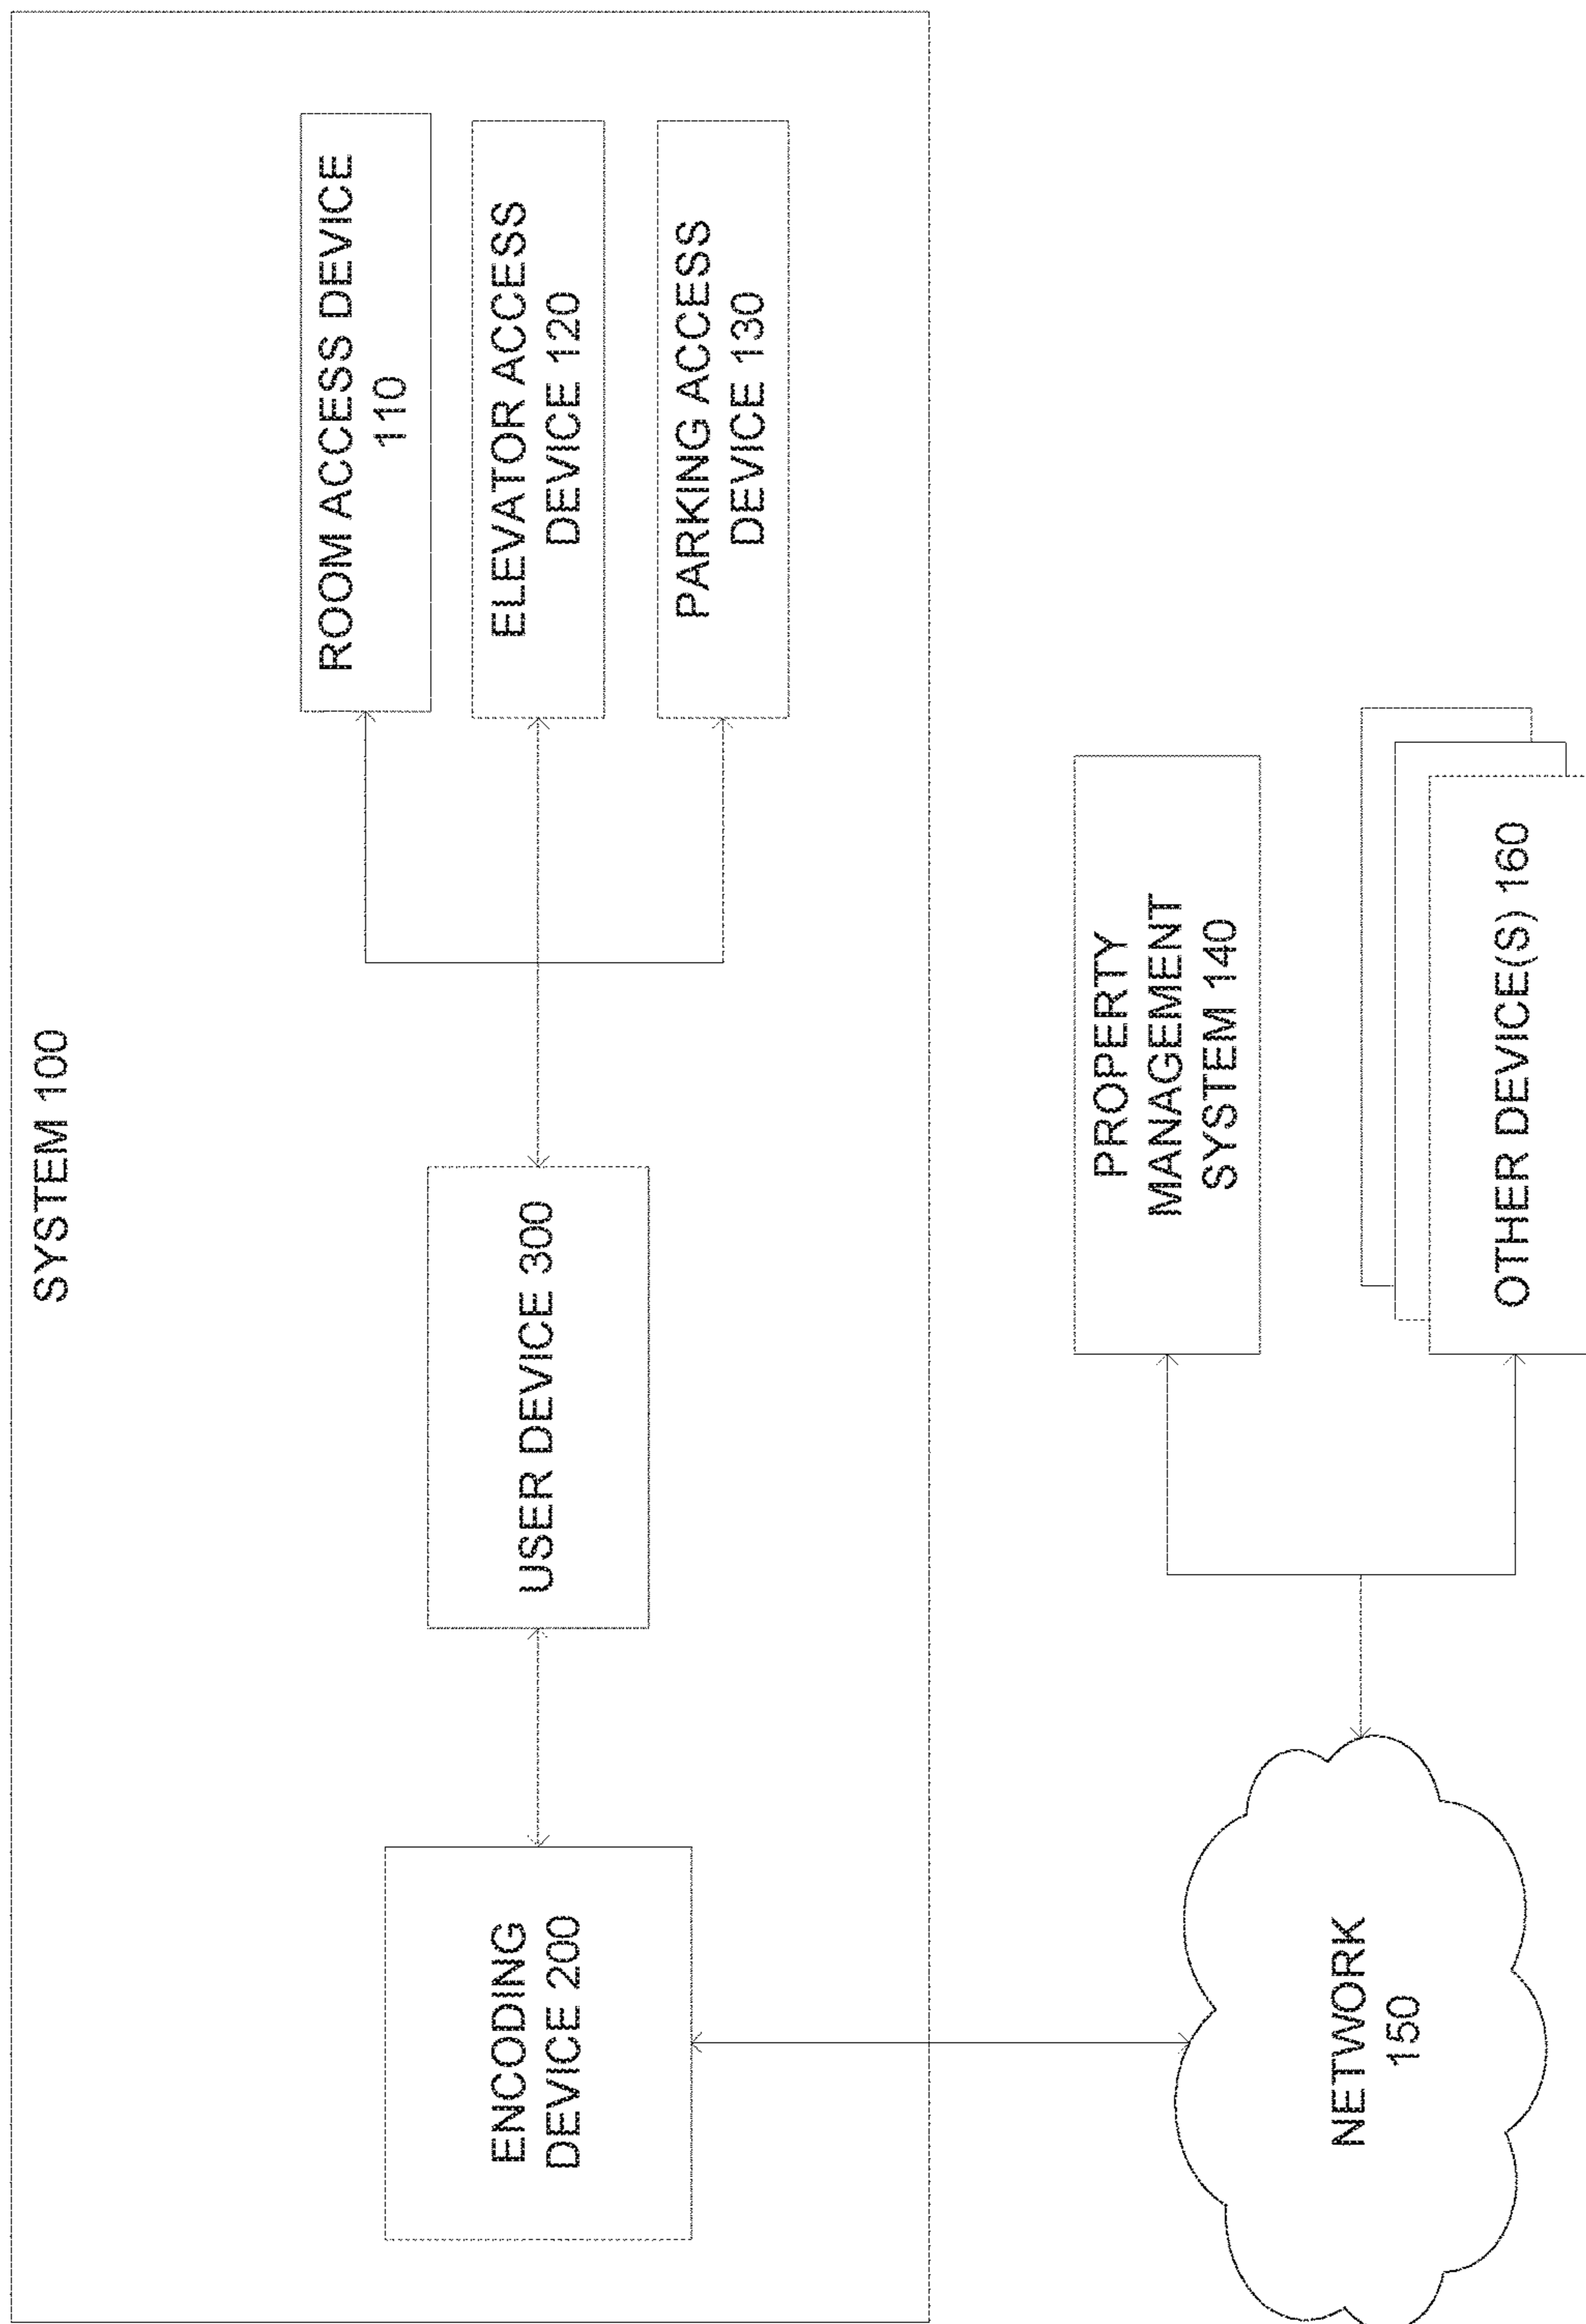 SYSTEM 100
ENCODING
DEVICE 200
USER DEVICE 300
ROOM ACCESS DEVICE
110
ELEVATOR ACCESS
DEVICE 120
PARKING ACCESS
DEVICE 130
NETWORK
150
PROPERTY
MANAGEMENT
SYSTEM 140
OTHER DEVICE(S) 160